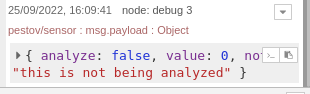 25/09/2022, 16:09:41 node: debug 3
pestov/sensor : msg.payload : Object
{ analyze: false, value: 0,
"this is not being analyzed" }